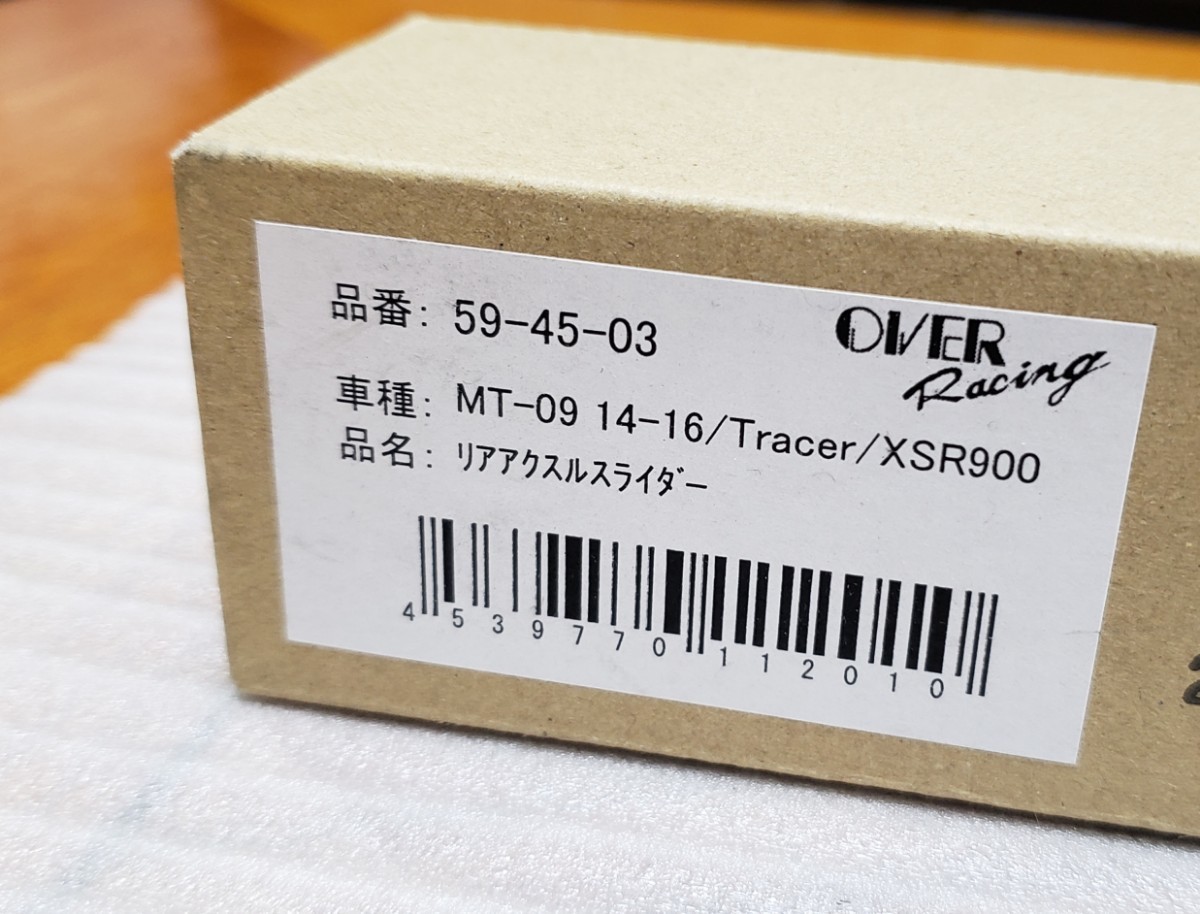 品番: 59-45-03
OVER
Racing
車種: MT-09 14-16/Tracer/XSR900
品名: ﾘｱｱｸｽﾙｽﾗｲﾀﾞｰ
4539770112010